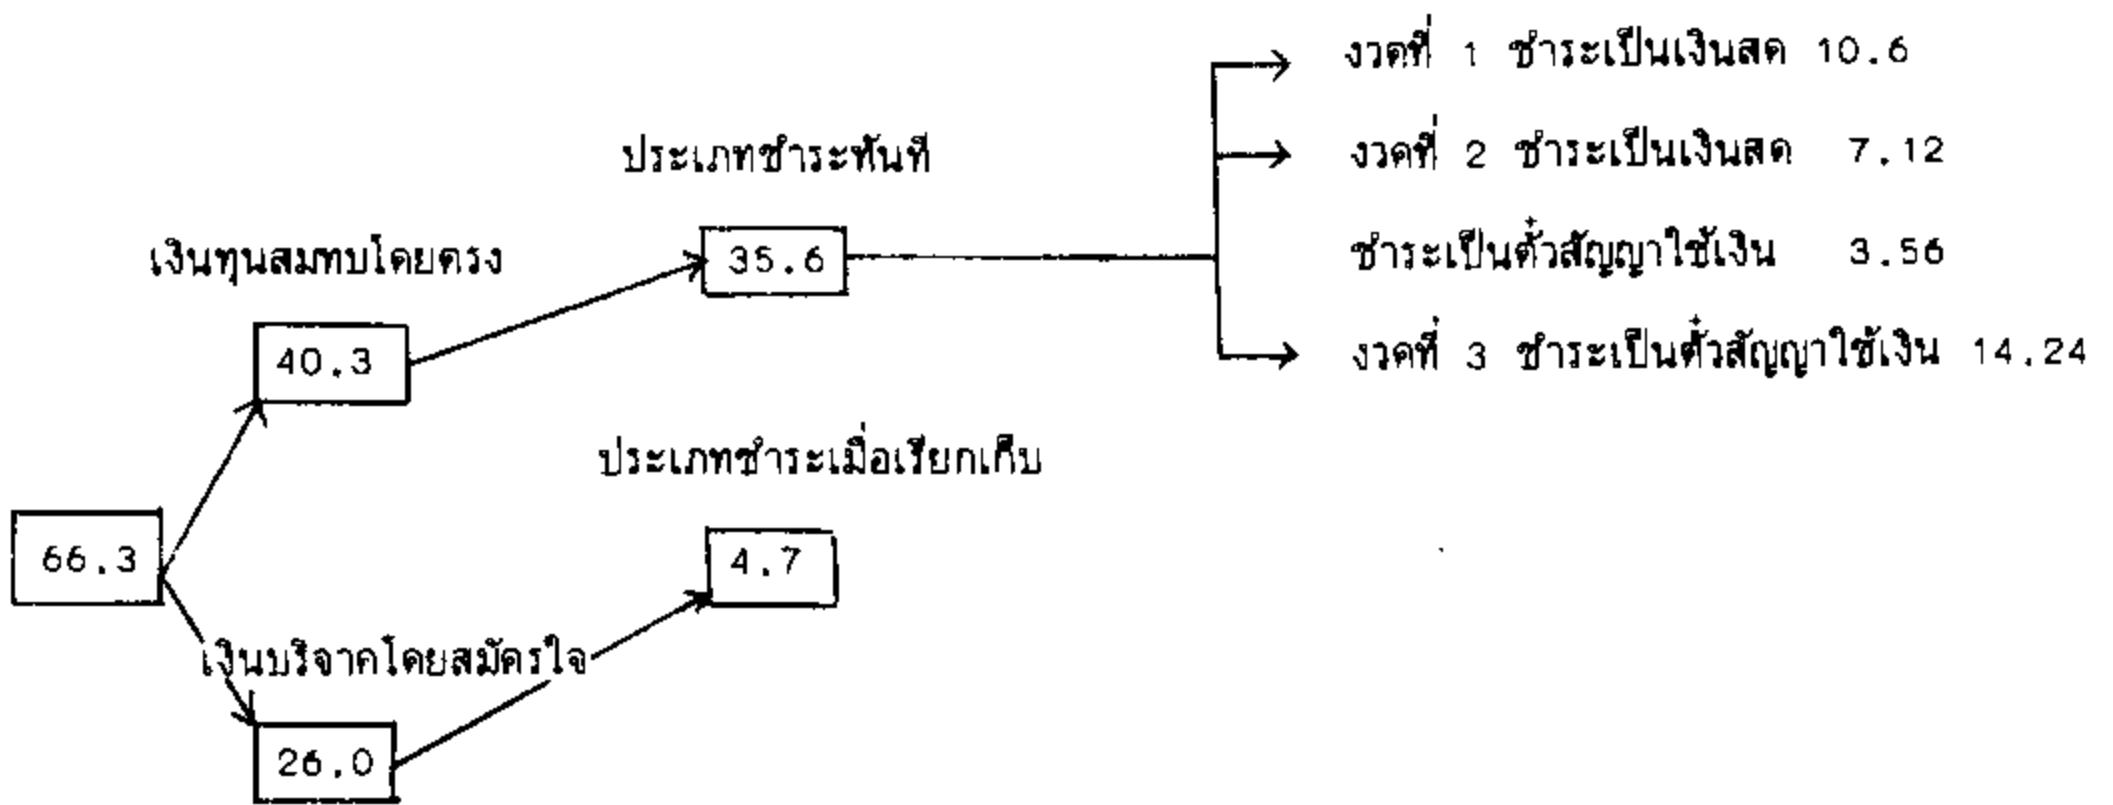 งวดที่ 1 ชำระเป็นเงินสด 10.6
ประเภทชำระทันที
งวดที่ 2 ชำระเป็นเงินสด 7.12
เงินทุนสมทบโดยตรง
35.6
ชำระเป็นตั๋วสัญญาใช้เงิน 3.56
40.3
งวดที่ 3 ชำระเป็นตั๋วสัญญาใช้เงิน 14.24
ประเภทชำระเมื่อเรียกเก็บ
66.3
4.7
เงินบริจาคโดยสมัครใจ
26.0